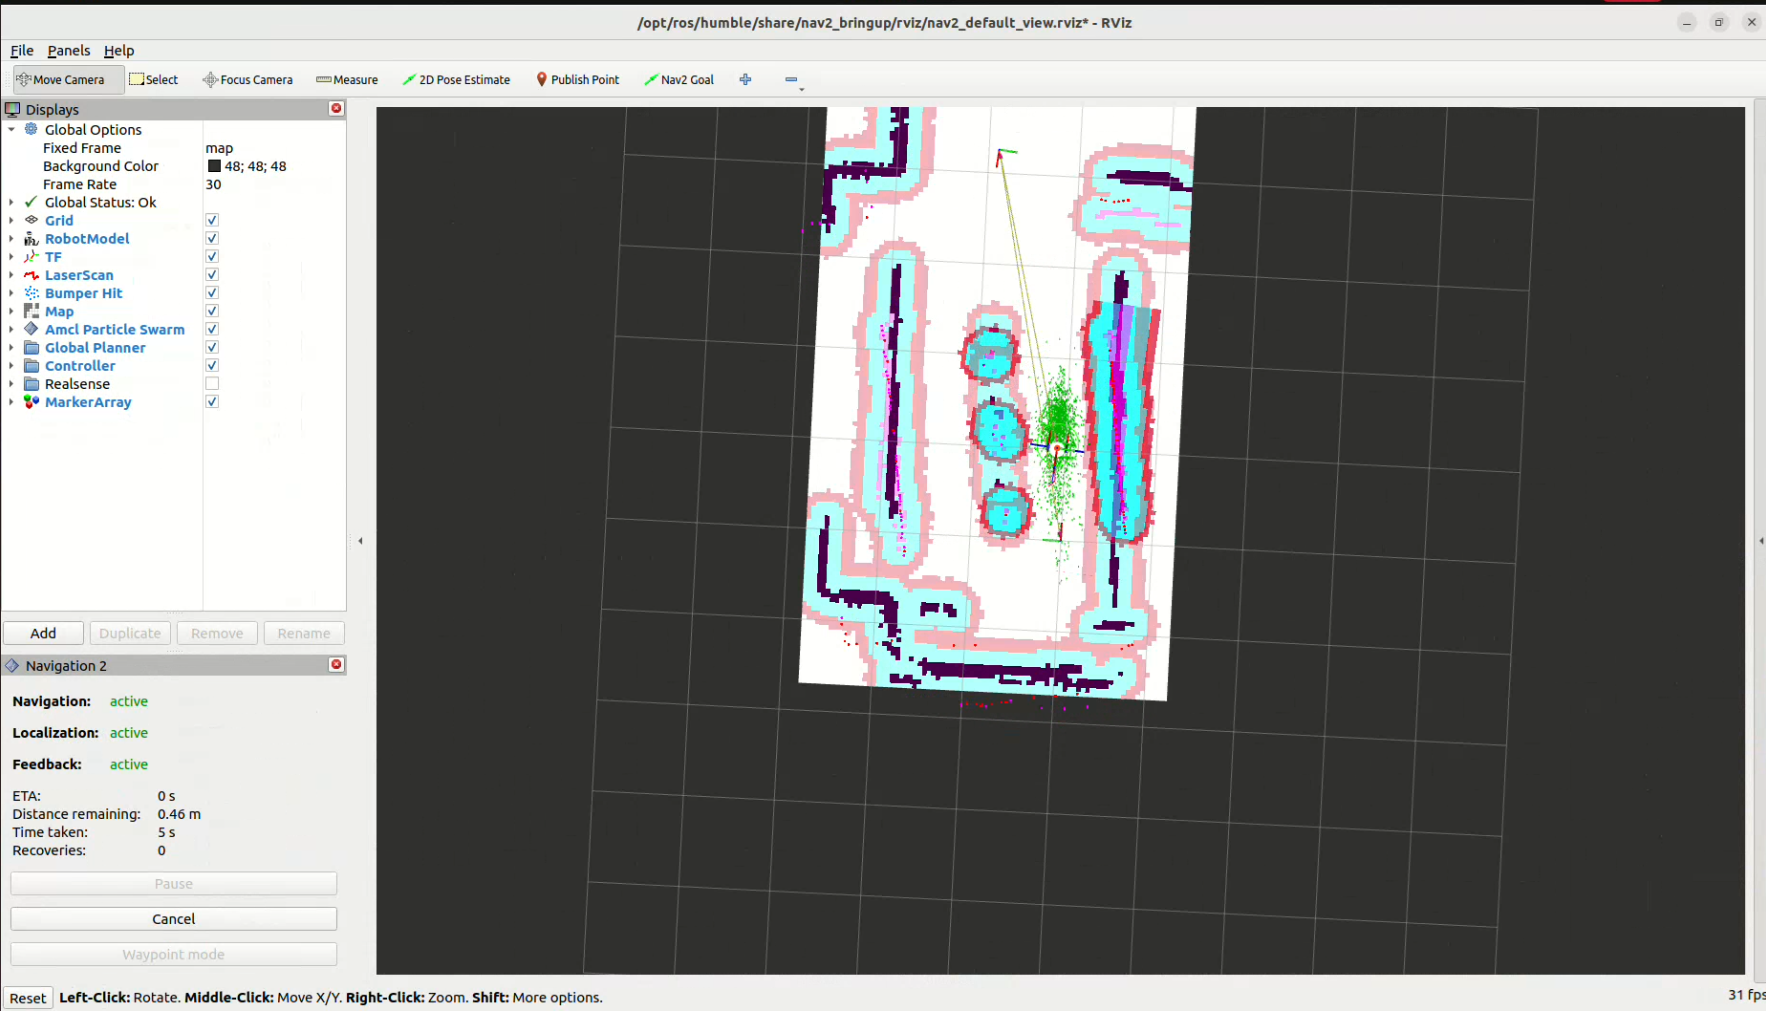 /opt/ros/humble/share/nav2_bringup/rviz/nav2_default_view.rviz* - RViz
File Panels Help
Move Camera Select Focus Camera Measure 2D Pose Estimate Publish Point Nav2 Goal
Displays
Global Options
Fixed Frame map
Background Color 48; 48; 48
Frame Rate 30
Global Status: Ok
Grid
RobotModel
TF
LaserScan
Bumper Hit
Map
Amcl Particle Swarm
Global Planner
Controller
Realsense
MarkerArray
Add Duplicate Remove Rename
Navigation 2
Navigation: active
Localization: active
Feedback: active
ETA: 0 s
Distance remaining: 0.46 m
Time taken: 5 s
Recoveries: 0
Pause
Cancel
Waypoint mode
Reset Left-Click: Rotate. Middle-Click: Move X/Y. Right-Click: Zoom. Shift: More options. 31 fps